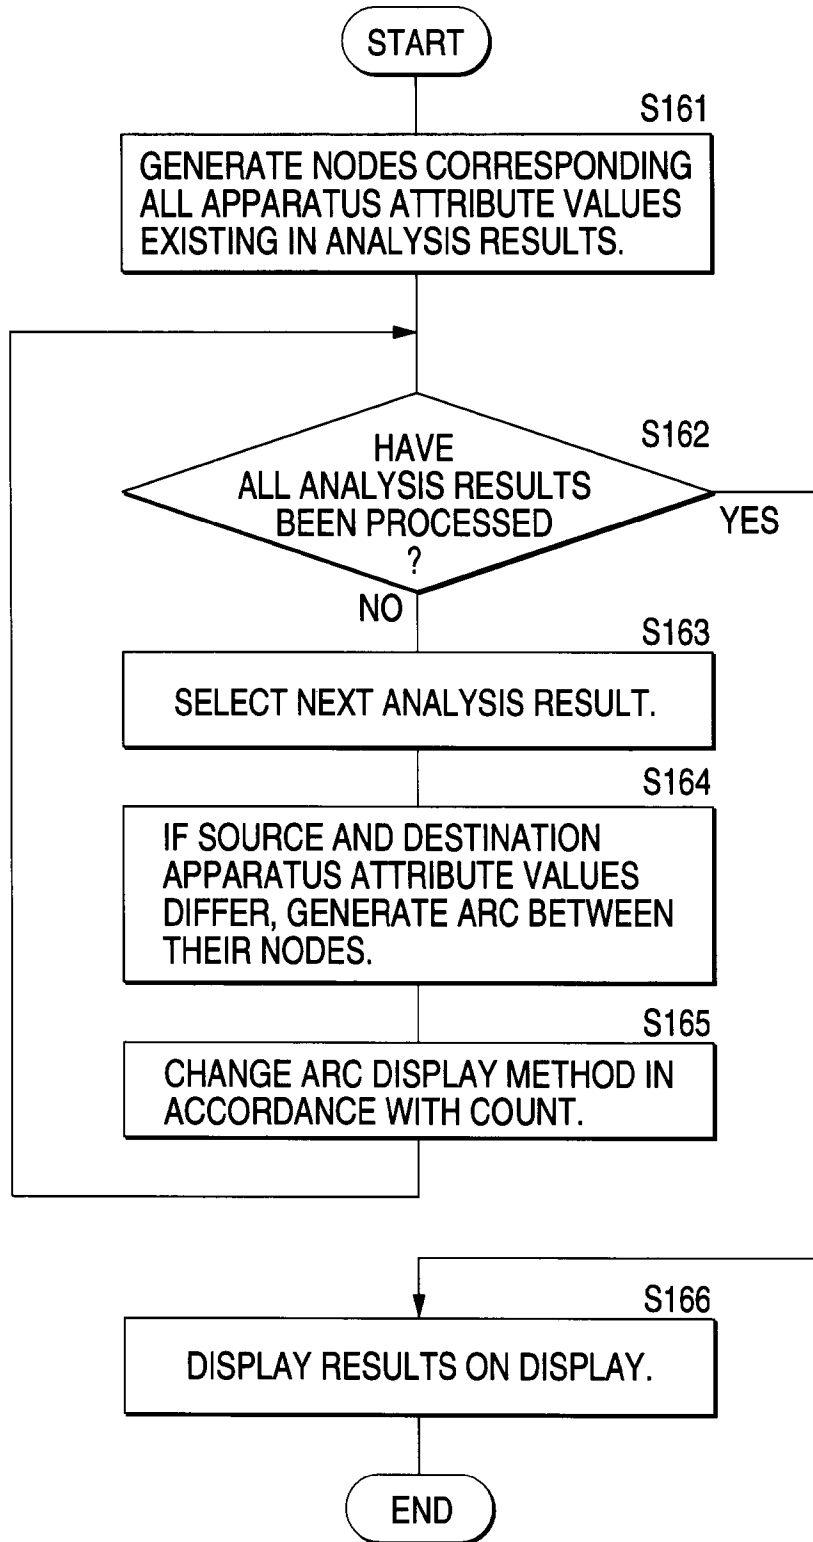 START
S161
GENERATE NODES CORRESPONDING
ALL APPARATUS ATTRIBUTE VALUES
EXISTING IN ANALYSIS RESULTS.
S162
HAVE
ALL ANALYSIS RESULTS
BEEN PROCESSED
?
YES
NO
S163
SELECT NEXT ANALYSIS RESULT.
S164
IF SOURCE AND DESTINATION
APPARATUS ATTRIBUTE VALUES
DIFFER, GENERATE ARC BETWEEN
THEIR NODES.
S165
CHANGE ARC DISPLAY METHOD IN
ACCORDANCE WITH COUNT.
S166
DISPLAY RESULTS ON DISPLAY.
END